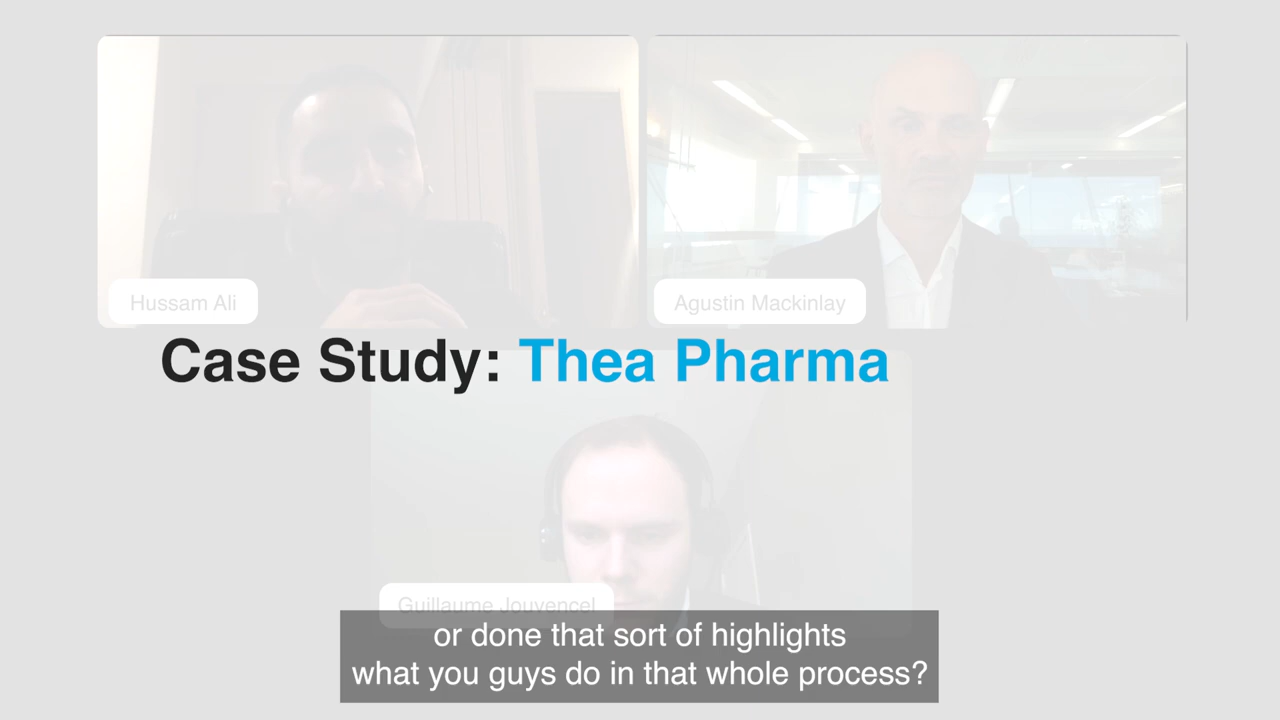 Hussam Ali
Agustin Mackinlay
Case Study: Thea Pharma
Guillaume Jouvencel
or done that sort of highlights
what you guys do in that whole process?